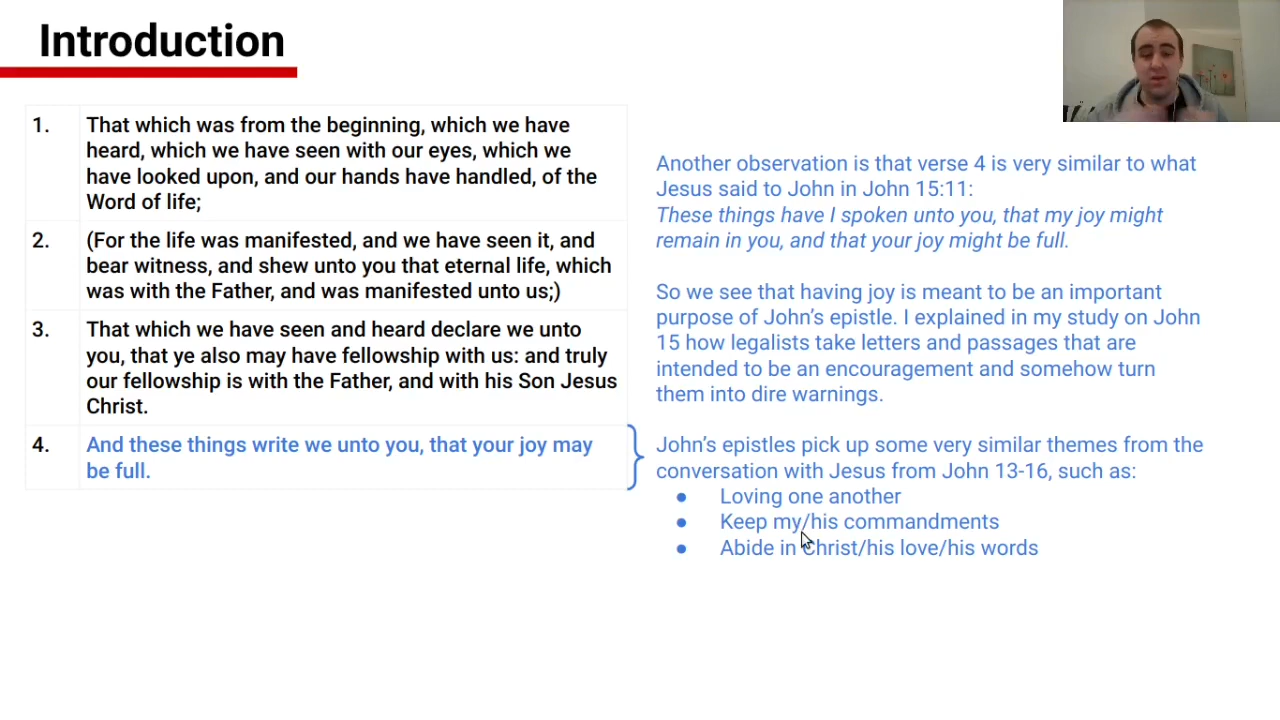 Introduction
1. That which was from the beginning, which we have
heard, which we have seen with our eyes, which we
have looked upon, and our hands have handled, of the
Word of life;
2. (For the life was manifested, and we have seen it, and
bear witness, and shew unto you that eternal life, which
was with the Father, and was manifested unto us;)
3. That which we have seen and heard declare we unto
you, that ye also may have fellowship with us: and truly
our fellowship is with the Father, and with his Son Jesus
Christ.
4. And these things write we unto you, that your joy may
be full.
Another observation is that verse 4 is very similar to what
Jesus said to John in John 15:11:
These things have I spoken unto you, that my joy might
remain in you, and that your joy might be full.
So we see that having joy is meant to be an important
purpose of John's epistle. I explained in my study on John
15 how legalists take letters and passages that are
intended to be an encouragement and somehow turn
them into dire warnings.
John's epistles pick up some very similar themes from the
conversation with Jesus from John 13-16, such as:
● Loving one another
● Keep my/his commandments
● Abide in Christ/his love/his words